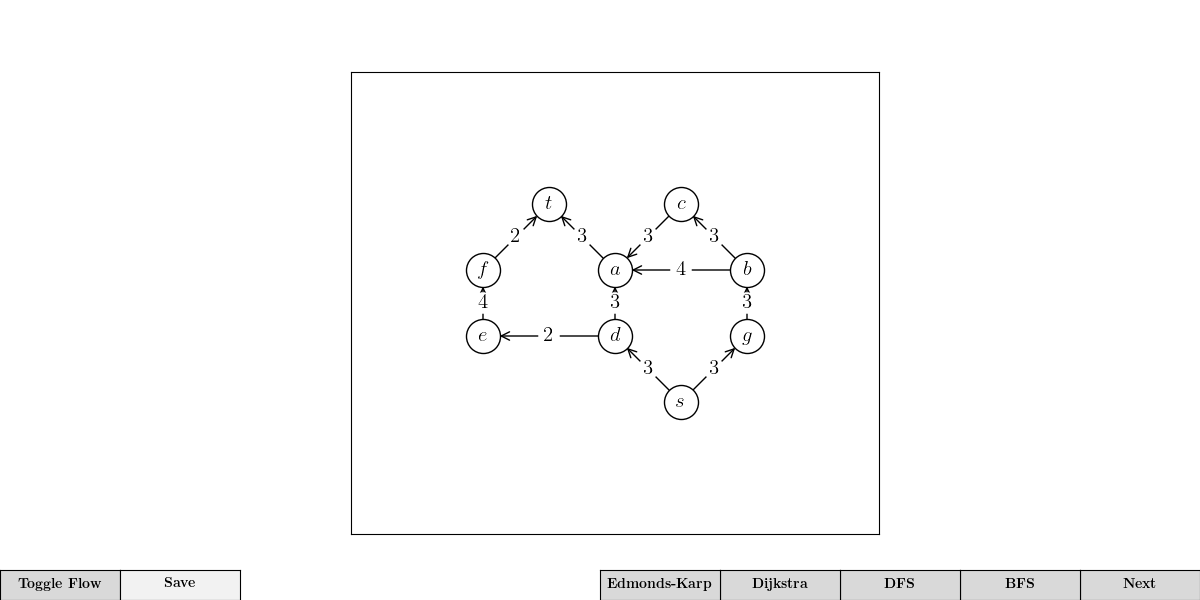 t c
2 3 3 3
f a 4 b
4 3 3
e 2 d g
3 3
s
Toggle Flow Save Edmonds-Karp Dijkstra DFS BFS Next